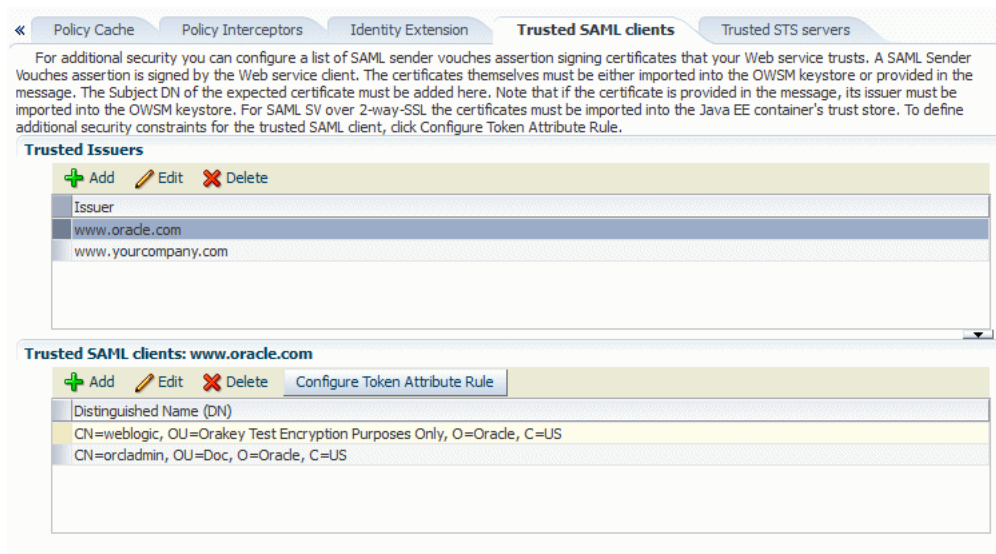 « Policy Cache Policy Interceptors Identity Extension Trusted SAML clients Trusted STS servers
For additional security you can configure a list of SAML sender vouches assertion signing certificates that your Web service trusts. A SAML Sender
Vouches assertion is signed by the Web service client. The certificates themselves must be either imported into the OWSM keystore or provided in the
message. The Subject DN of the expected certificate must be added here. Note that if the certificate is provided in the message, its issuer must be
imported into the OWSM keystore. For SAML SV over 2-way-SSL the certificates must be imported into the Java EE container's trust store. To define
additional security constraints for the trusted SAML client, click Configure Token Attribute Rule.
Trusted Issuers
Add Edit Delete
Issuer
www.oracle.com
www.yourcompany.com
Trusted SAML clients: www.oracle.com
Add Edit Delete Configure Token Attribute Rule
Distinguished Name (DN)
CN=weblogic, OU=Orakey Test Encryption Purposes Only, O=Oracle, C=US
CN=orcladmin, OU=Doc, O=Oracle, C=US